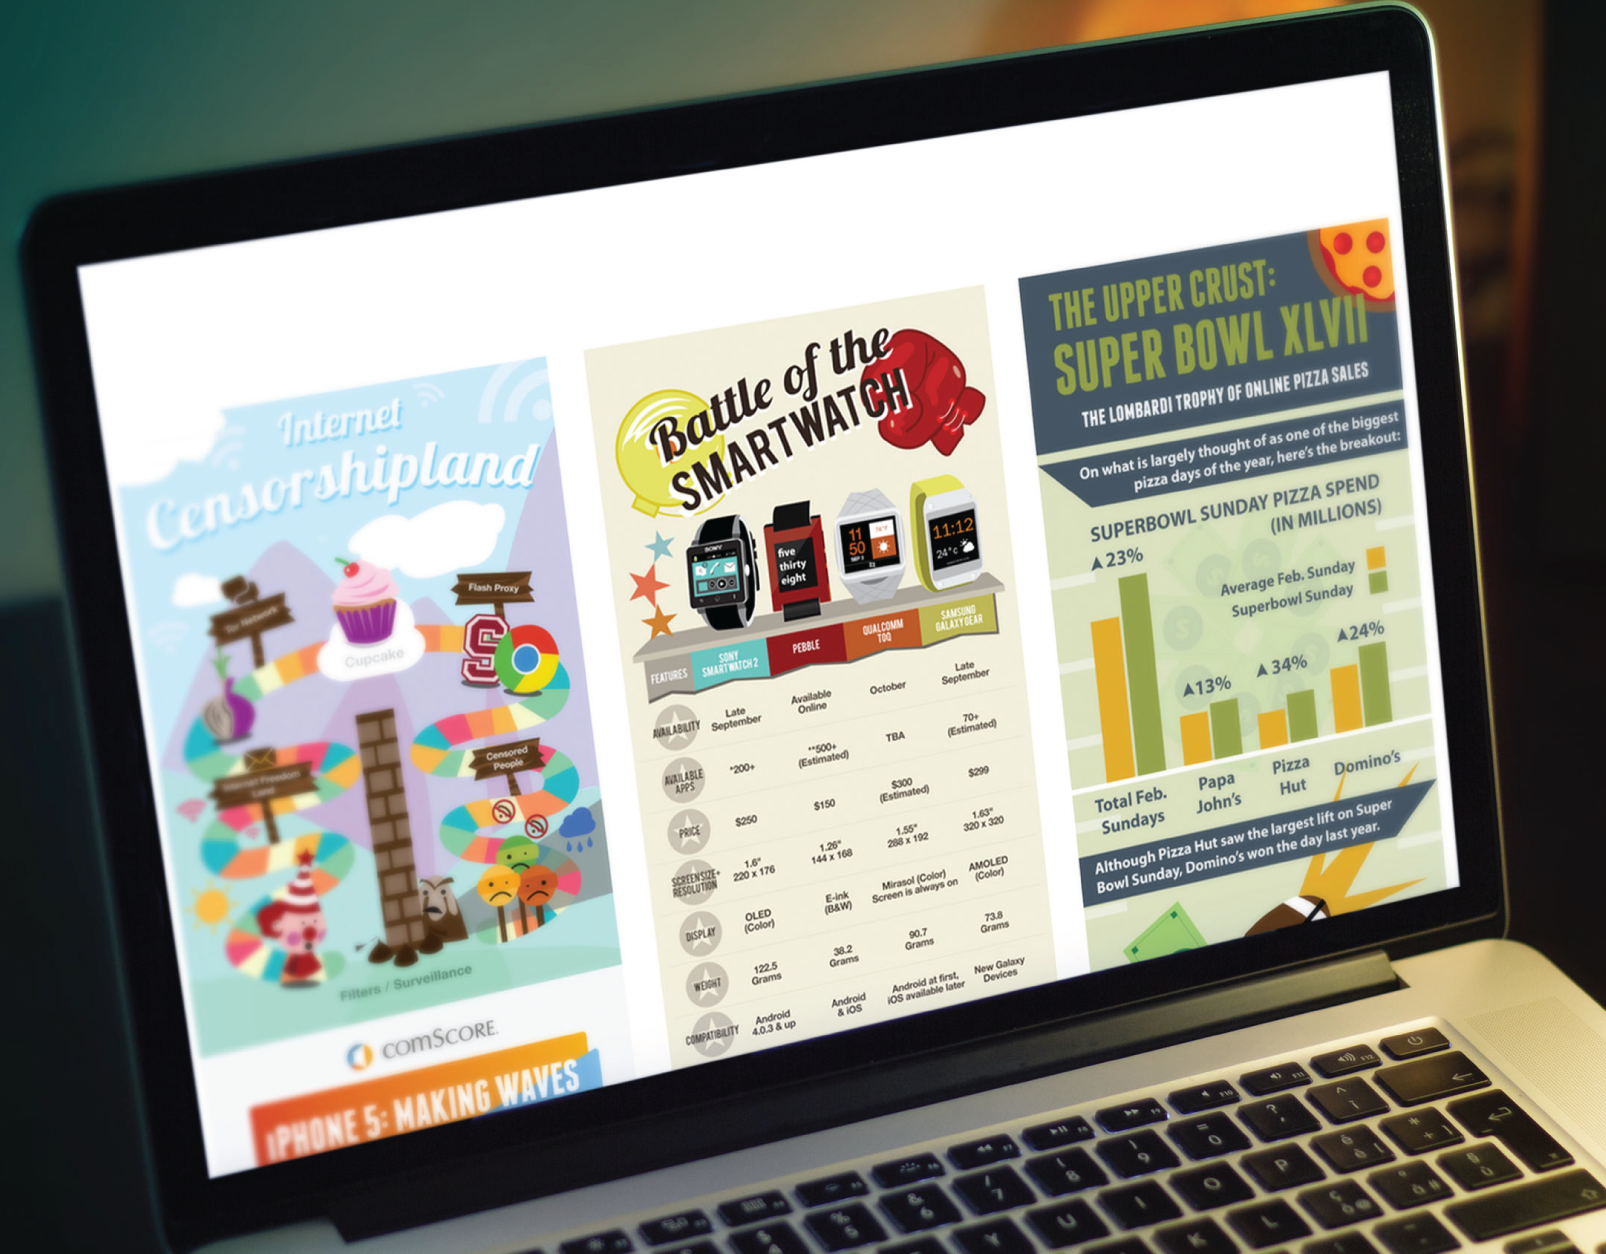 Internet
Censorshipland
Tor Network
Flash Proxy
Cupcake
Internet Freedom
Land
Censored
People
Filters / Surveillance
comSCORE.
IPHONE 5: MAKING WAVES
Battle of the
SMARTWATCH
SONY
five
thirty
eight
11
50
11:12
24°c
FEATURES
SONY
SMARTWATCH 2
PEBBLE
QUALCOMM
TOQ
SAMSUNG
GALAXY GEAR
AVAILABILITY
Late
September
Available
Online
October
Late
September
AVAILABLE
APPS
*200+
**500+
(Estimated)
TBA
70+
(Estimated)
PRICE
$250
$150
$300
(Estimated)
$299
SCREEN SIZE+
RESOLUTION
1.6"
220 x 176
1.26"
144 x 168
1.55"
288 x 192
1.63"
320 x 320
DISPLAY
OLED
(Color)
E-ink
(B&W)
Mirasol (Color)
Screen is always on
AMOLED
(Color)
WEIGHT
122.5
Grams
38.2
Grams
90.7
Grams
73.8
Grams
COMPATIBILITY
Android
4.0.3 & up
Android
& iOS
Android at first,
iOS available later
New Galaxy
Devices
THE UPPER CRUST:
SUPER BOWL XLVII
THE LOMBARDI TROPHY OF ONLINE PIZZA SALES
On what is largely thought of as one of the biggest
pizza days of the year, here's the breakout:
SUPERBOWL SUNDAY PIZZA SPEND
(IN MILLIONS)
23%
Average Feb. Sunday
Superbowl Sunday
13%
34%
24%
Total Feb.
Sundays
Papa
John's
Pizza
Hut
Domino's
Although Pizza Hut saw the largest lift on Super
Bowl Sunday, Domino's won the day last year.